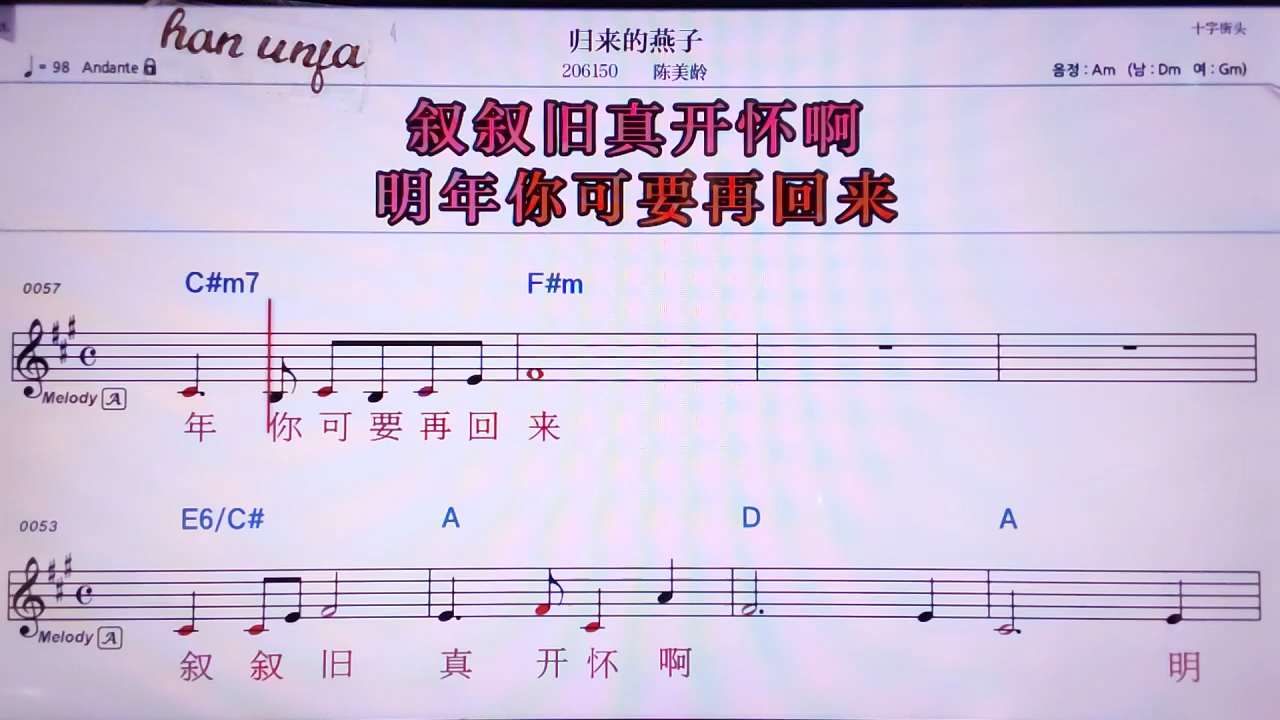 han unfa
归来的燕子
十字街头
♩= 98 Andante
206150 陈美龄
음정 : Am (남 : Dm 여 : Gm)
叙叙旧真开怀啊
明年你可要再回来
0057
C#m7 F#m
Melody A
年 你 可 要 再 回 来
0053
E6/C# A D A
Melody A
叙 叙 旧 真 开 怀 啊 明